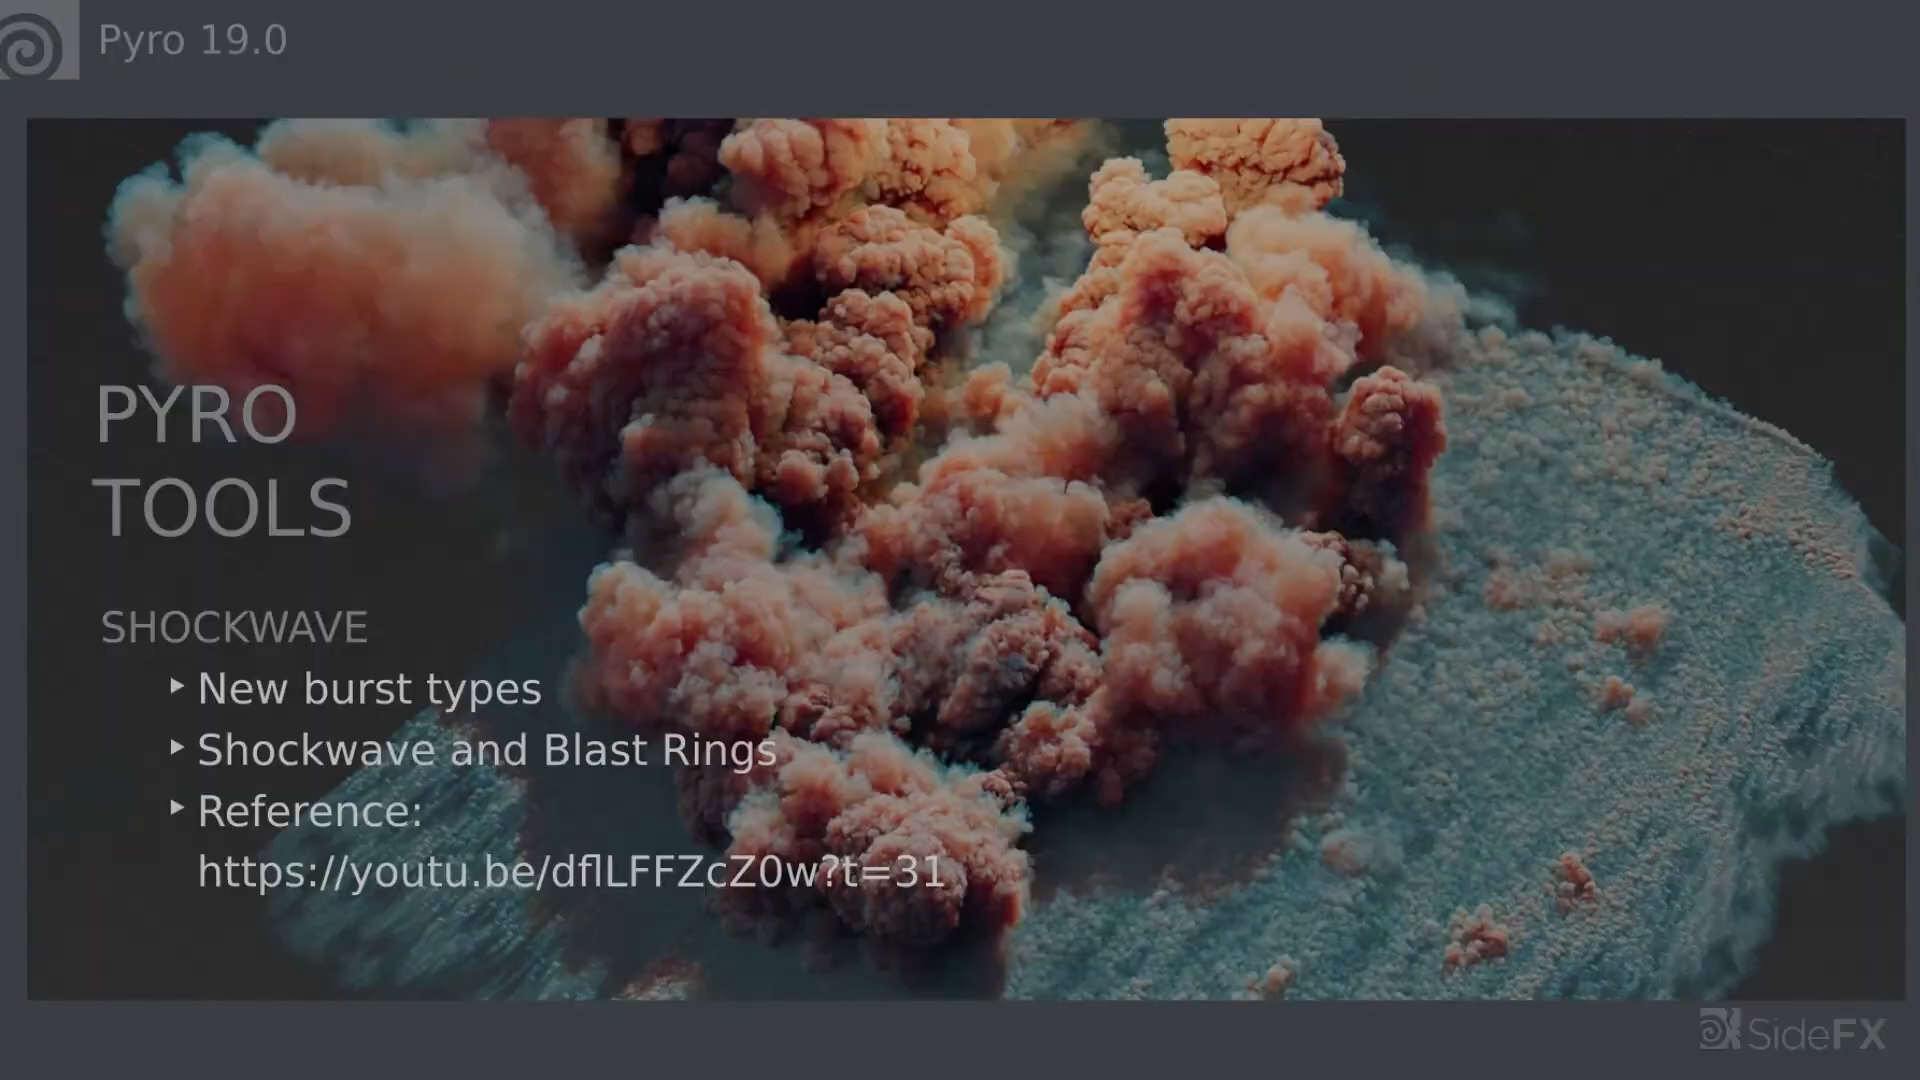 Pyro 19.0
PYRO
TOOLS
SHOCKWAVE
‣ New burst types
‣ Shockwave and Blast Rings
‣ Reference:
https://youtu.be/dflLFFZcZ0w?t=31
SideFX